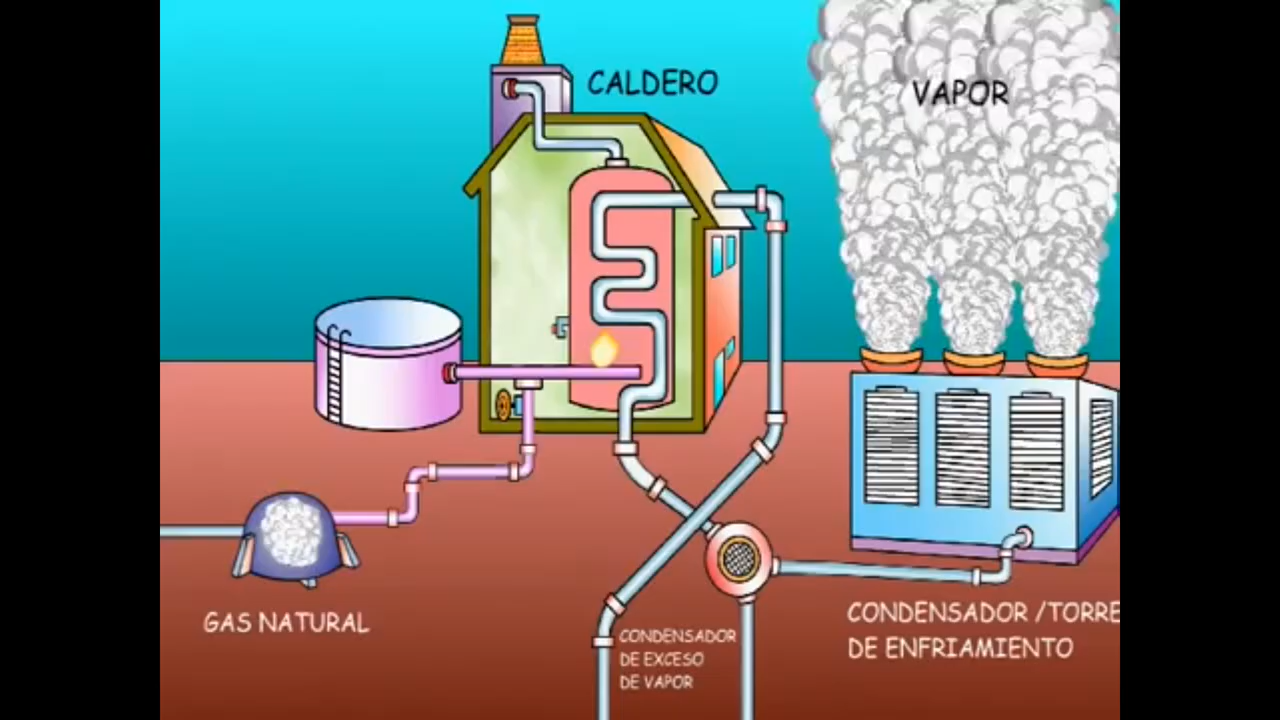 CALDERO
VAPOR
GAS NATURAL
CONDENSADOR
DE EXCESO
DE VAPOR
CONDENSADOR /TORRE
DE ENFRIAMIENTO